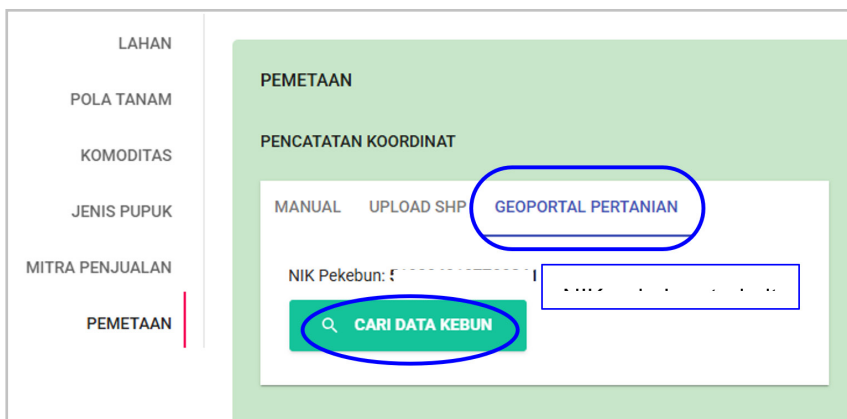 LAHAN
POLA TANAM
KOMODITAS
JENIS PUPUK
MITRA PENJUALAN
PEMETAAN
PEMETAAN
PENCATATAN KOORDINAT
MANUAL UPLOAD SHP GEOPORTAL PERTANIAN
NIK Pekebun:
CARI DATA KEBUN